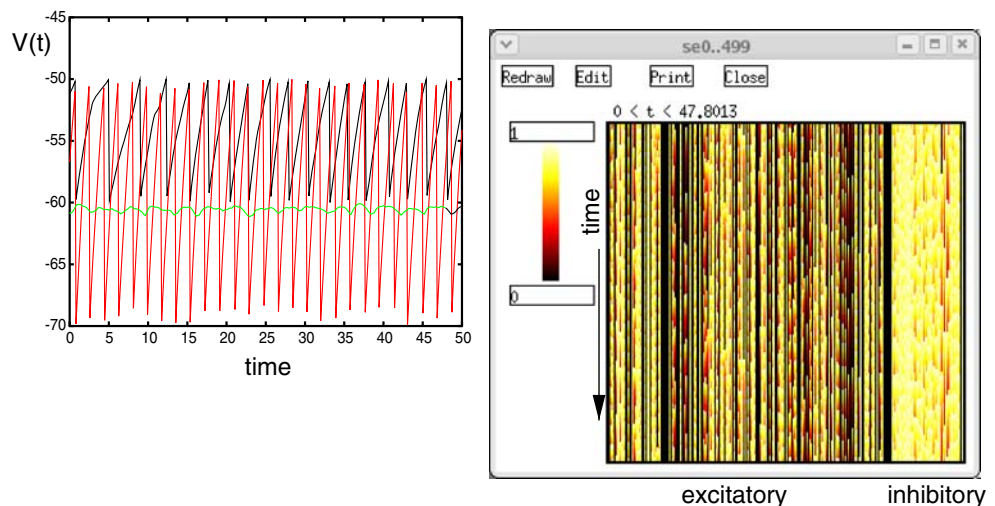 V(t)
-45
-50
-55
-60
-65
-70
0 5 10 15 20 25 30 35 40 45 50
time
se0..499
Redraw Edit Print Close
0 < t < 47.8013
1
0
time
excitatory inhibitory